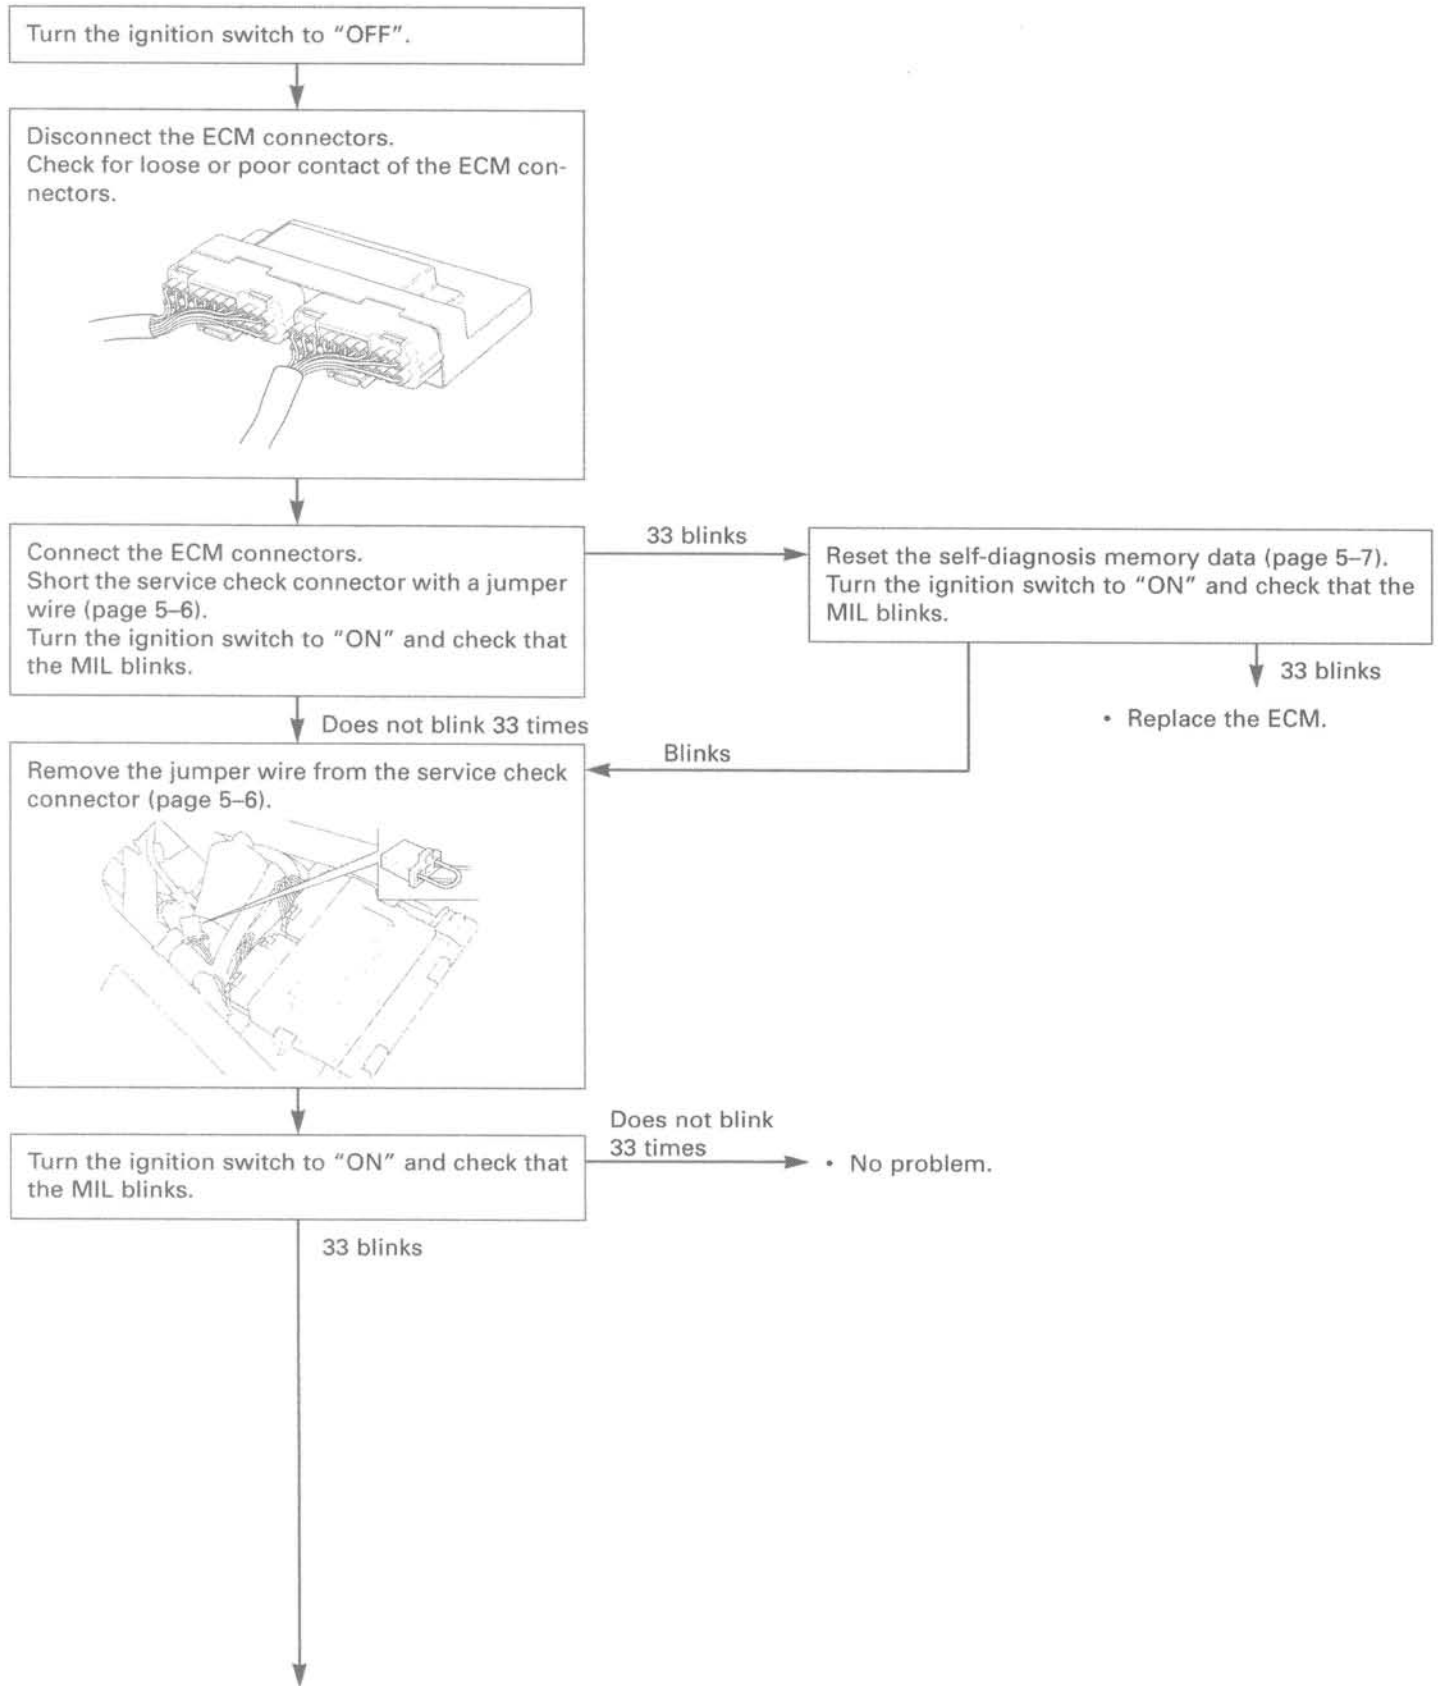 Turn the ignition switch to “OFF”.
Disconnect the ECM connectors.
Check for loose or poor contact of the ECM con-
nectors.
Connect the ECM connectors.
Short the service check connector with a jumper
wire (page 5–6).
Turn the ignition switch to “ON” and check that
the MIL blinks.
33 blinks
Reset the self-diagnosis memory data (page 5–7).
Turn the ignition switch to “ON” and check that the
MIL blinks.
33 blinks
• Replace the ECM.
Does not blink 33 times
Blinks
Remove the jumper wire from the service check
connector (page 5–6).
Turn the ignition switch to “ON” and check that
the MIL blinks.
Does not blink
33 times
• No problem.
33 blinks